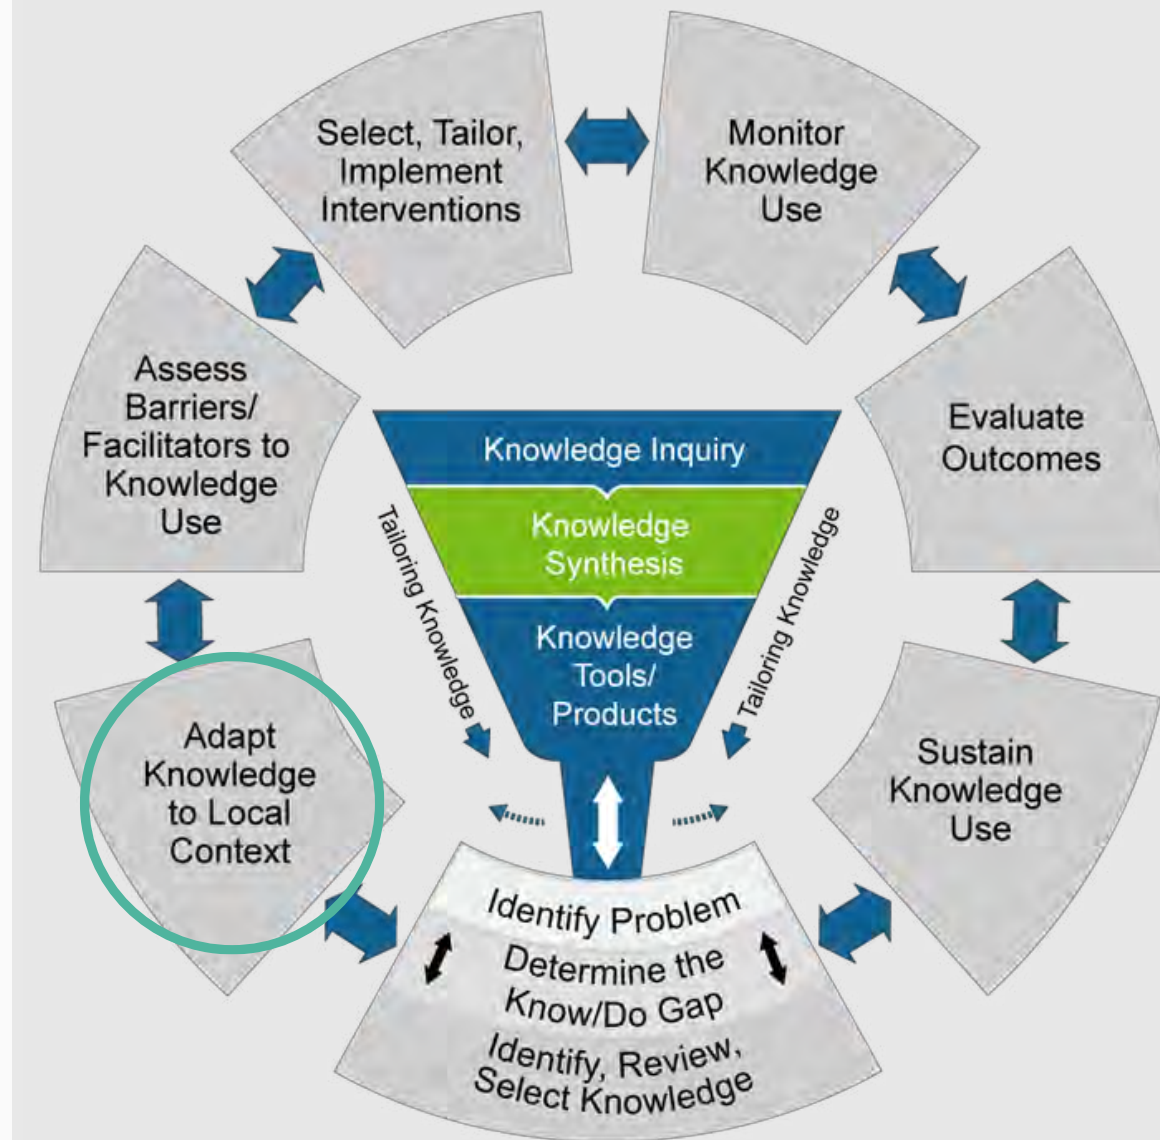 Select, Tailor,
Implement
Interventions
Monitor
Knowledge
Use
Assess
Barriers/
Facilitators to
Knowledge
Use
Evaluate
Outcomes
Knowledge Inquiry
Knowledge
Synthesis
Knowledge
Tools/
Products
Tailoring Knowledge
Tailoring Knowledge
Adapt
Knowledge
to Local
Context
Sustain
Knowledge
Use
Identify Problem
Determine the
Know/Do Gap
Identify, Review,
Select Knowledge